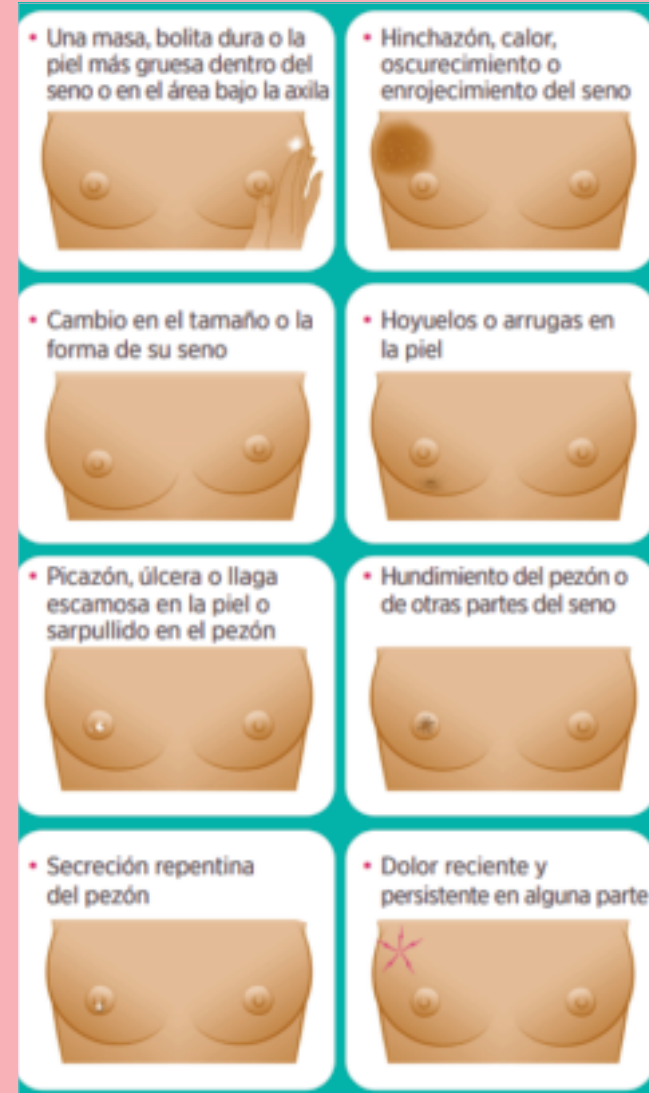 • Una masa, bolita dura o la
piel más gruesa dentro del
seno o en el área bajo la axila
• Hinchazón, calor,
oscurecimiento o
enrojecimiento del seno
• Cambio en el tamaño o la
forma de su seno
• Hoyuelos o arrugas en
la piel
• Picazón, úlcera o llaga
escamosa en la piel o
sarpullido en el pezón
• Hundimiento del pezón o
de otras partes del seno
• Secreción repentina
del pezón
• Dolor reciente y
persistente en alguna parte